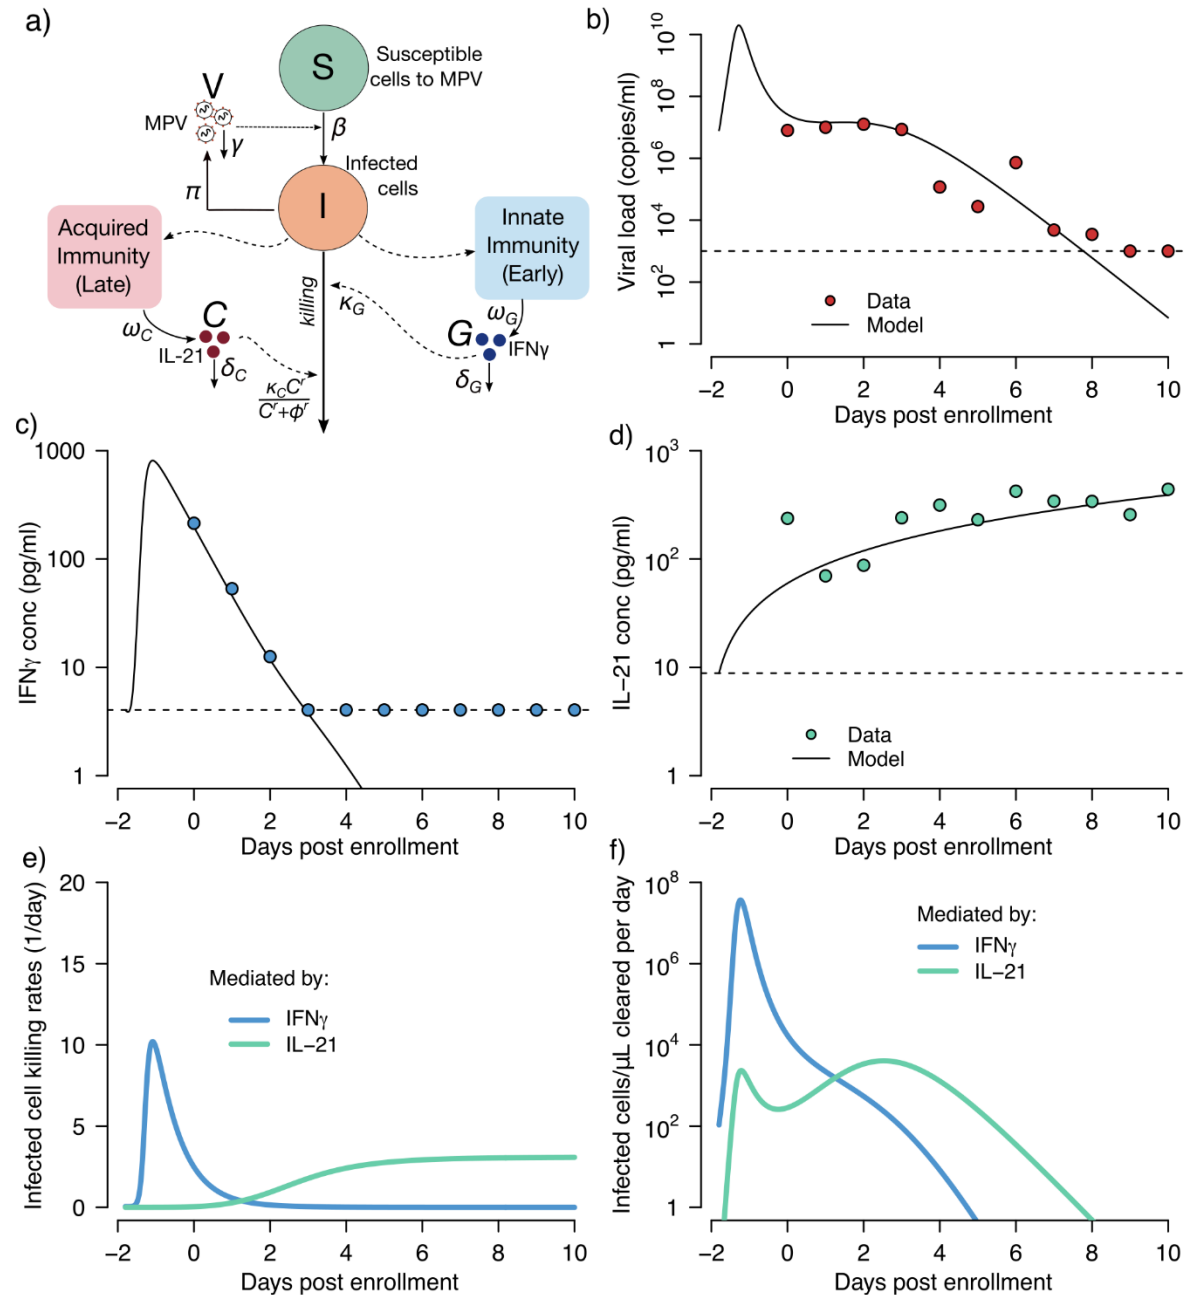 a)
S
Susceptible
cells to MPV
V
MPV
γ
β
π
I
Infected
cells
Acquired
Immunity
(Late)
Innate
Immunity
(Early)
killing
κG
ωC
C
IL-21
δC
ωG
G
IFNγ
δG
κCC^r
C^r+ϕ^r
b)
Viral load (copies/ml)
10^10
10^8
10^6
10^4
10^2
1
Data
Model
−2 0 2 4 6 8 10
Days post enrollment
c)
IFNγ conc (pg/ml)
1000
100
10
1
−2 0 2 4 6 8 10
Days post enrollment
d)
IL−21 conc (pg/ml)
10^3
10^2
10
1
Data
Model
−2 0 2 4 6 8 10
Days post enrollment
e)
Infected cell killing rates (1/day)
20
15
10
5
0
Mediated by:
IFNγ
IL−21
−2 0 2 4 6 8 10
Days post enrollment
f)
Infected cells/μL cleared per day
10^8
10^6
10^4
10^2
1
Mediated by:
IFNγ
IL−21
−2 0 2 4 6 8 10
Days post enrollment